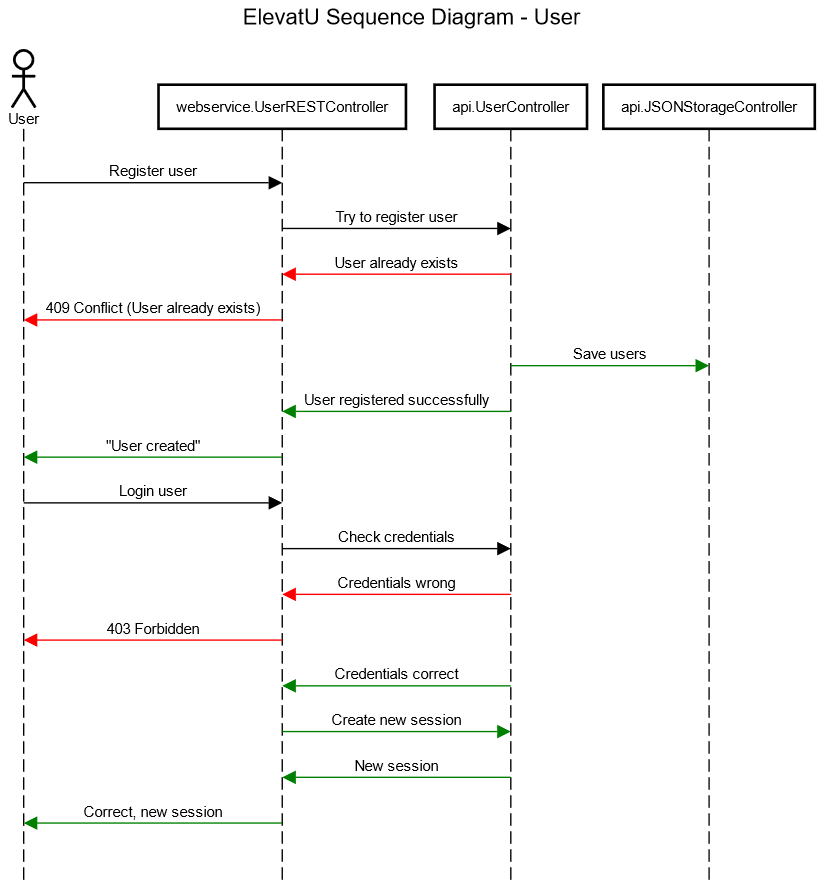 ElevatU Sequence Diagram - User
User
webservice.UserRESTController
api.UserController
api.JSONStorageController
Register user
Try to register user
User already exists
409 Conflict (User already exists)
Save users
User registered successfully
"User created"
Login user
Check credentials
Credentials wrong
403 Forbidden
Credentials correct
Create new session
New session
Correct, new session